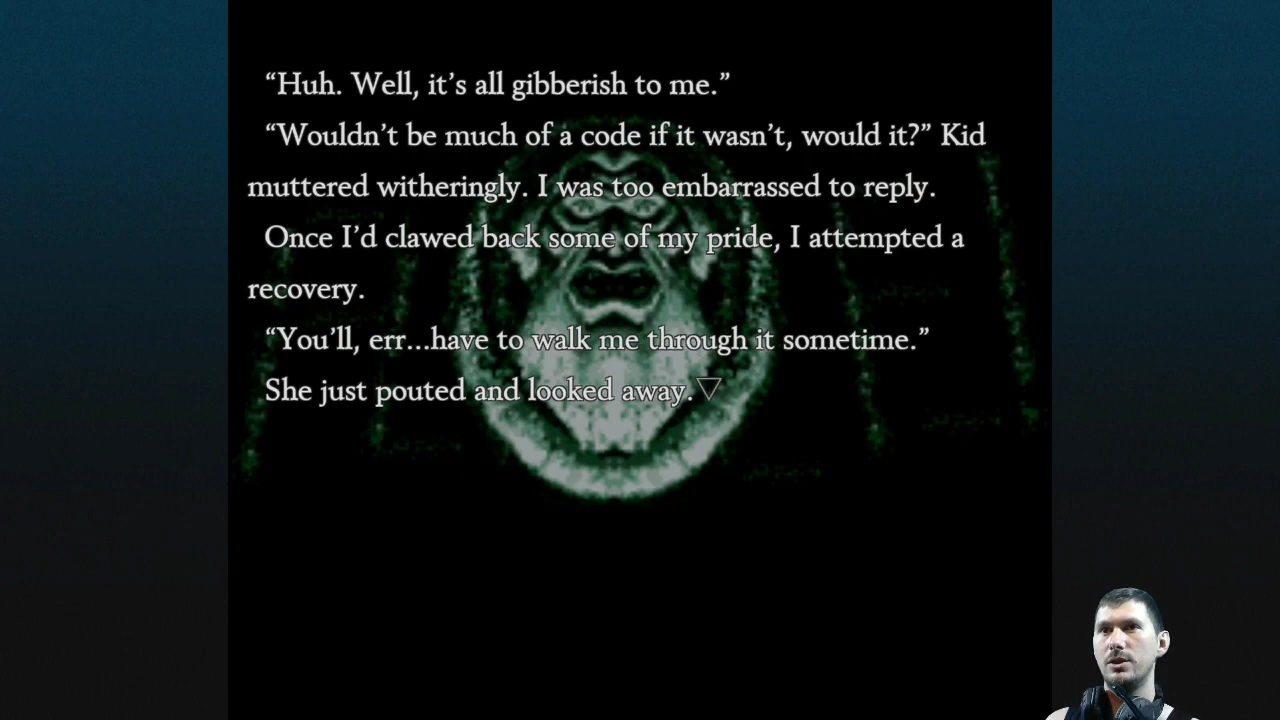 “Huh. Well, it’s all gibberish to me.”
“Wouldn’t be much of a code if it wasn’t, would it?” Kid
muttered witheringly. I was too embarrassed to reply.
Once I’d clawed back some of my pride, I attempted a
recovery.
“You’ll, err…have to walk me through it sometime.”
She just pouted and looked away.